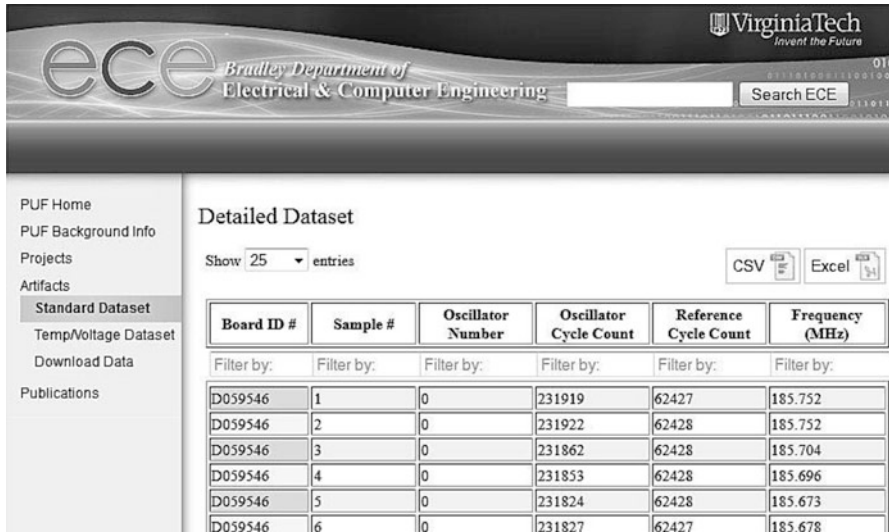 VirginiaTech
Invent the Future
ece
Bradley Department of
Electrical & Computer Engineering
Search ECE
PUF Home
PUF Background Info
Projects
Artifacts
Standard Dataset
Temp/Voltage Dataset
Download Data
Publications
Detailed Dataset
Show 25 entries
CSV Excel
Board ID # Sample # Oscillator Number Oscillator Cycle Count Reference Cycle Count Frequency (MHz)
Filter by: Filter by: Filter by: Filter by: Filter by: Filter by:
D059546 1 0 231919 62427 185.752
D059546 2 0 231922 62428 185.752
D059546 3 0 231862 62428 185.704
D059546 4 0 231853 62428 185.696
D059546 5 0 231824 62428 185.673
D059546 6 0 231827 62427 185.678